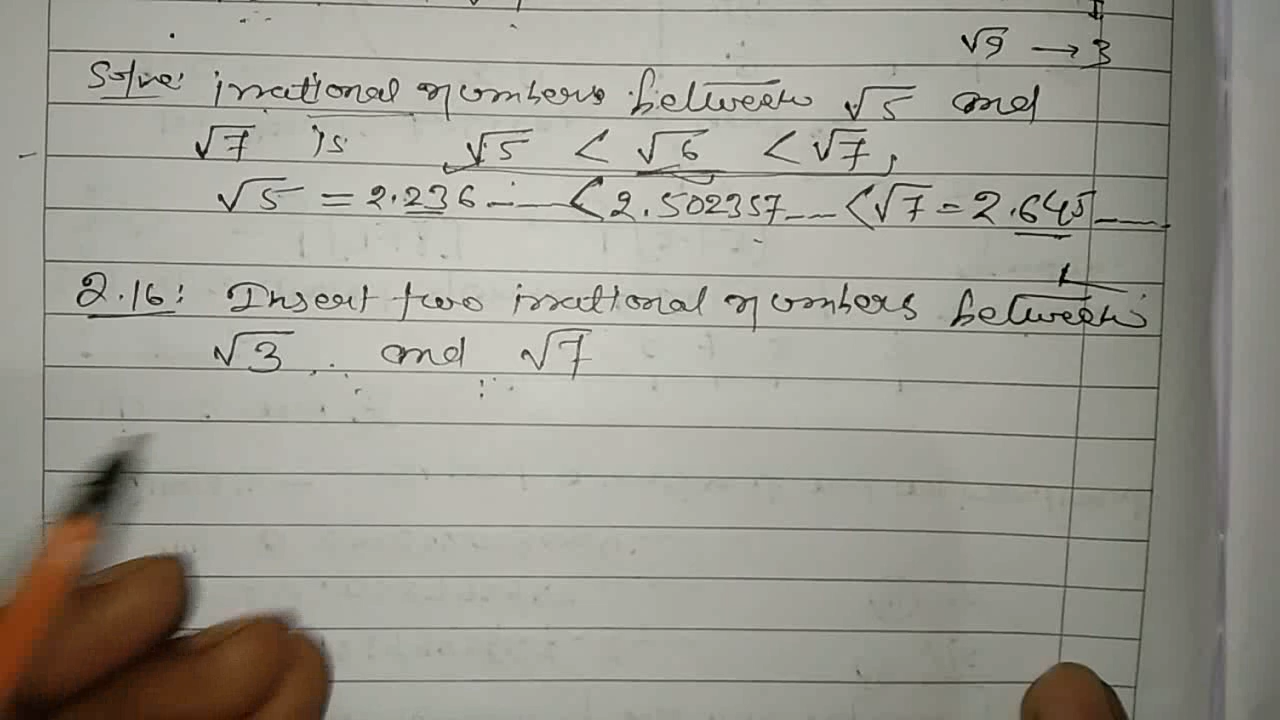 √9 → 3
Solve: irrational numbers between √5 and
√7 is √5 < √6 < √7,
√5 = 2.236 ... < 2.502357... < √7 = 2.645 ...
2.16: Insert two irrational numbers between
√3 and √7